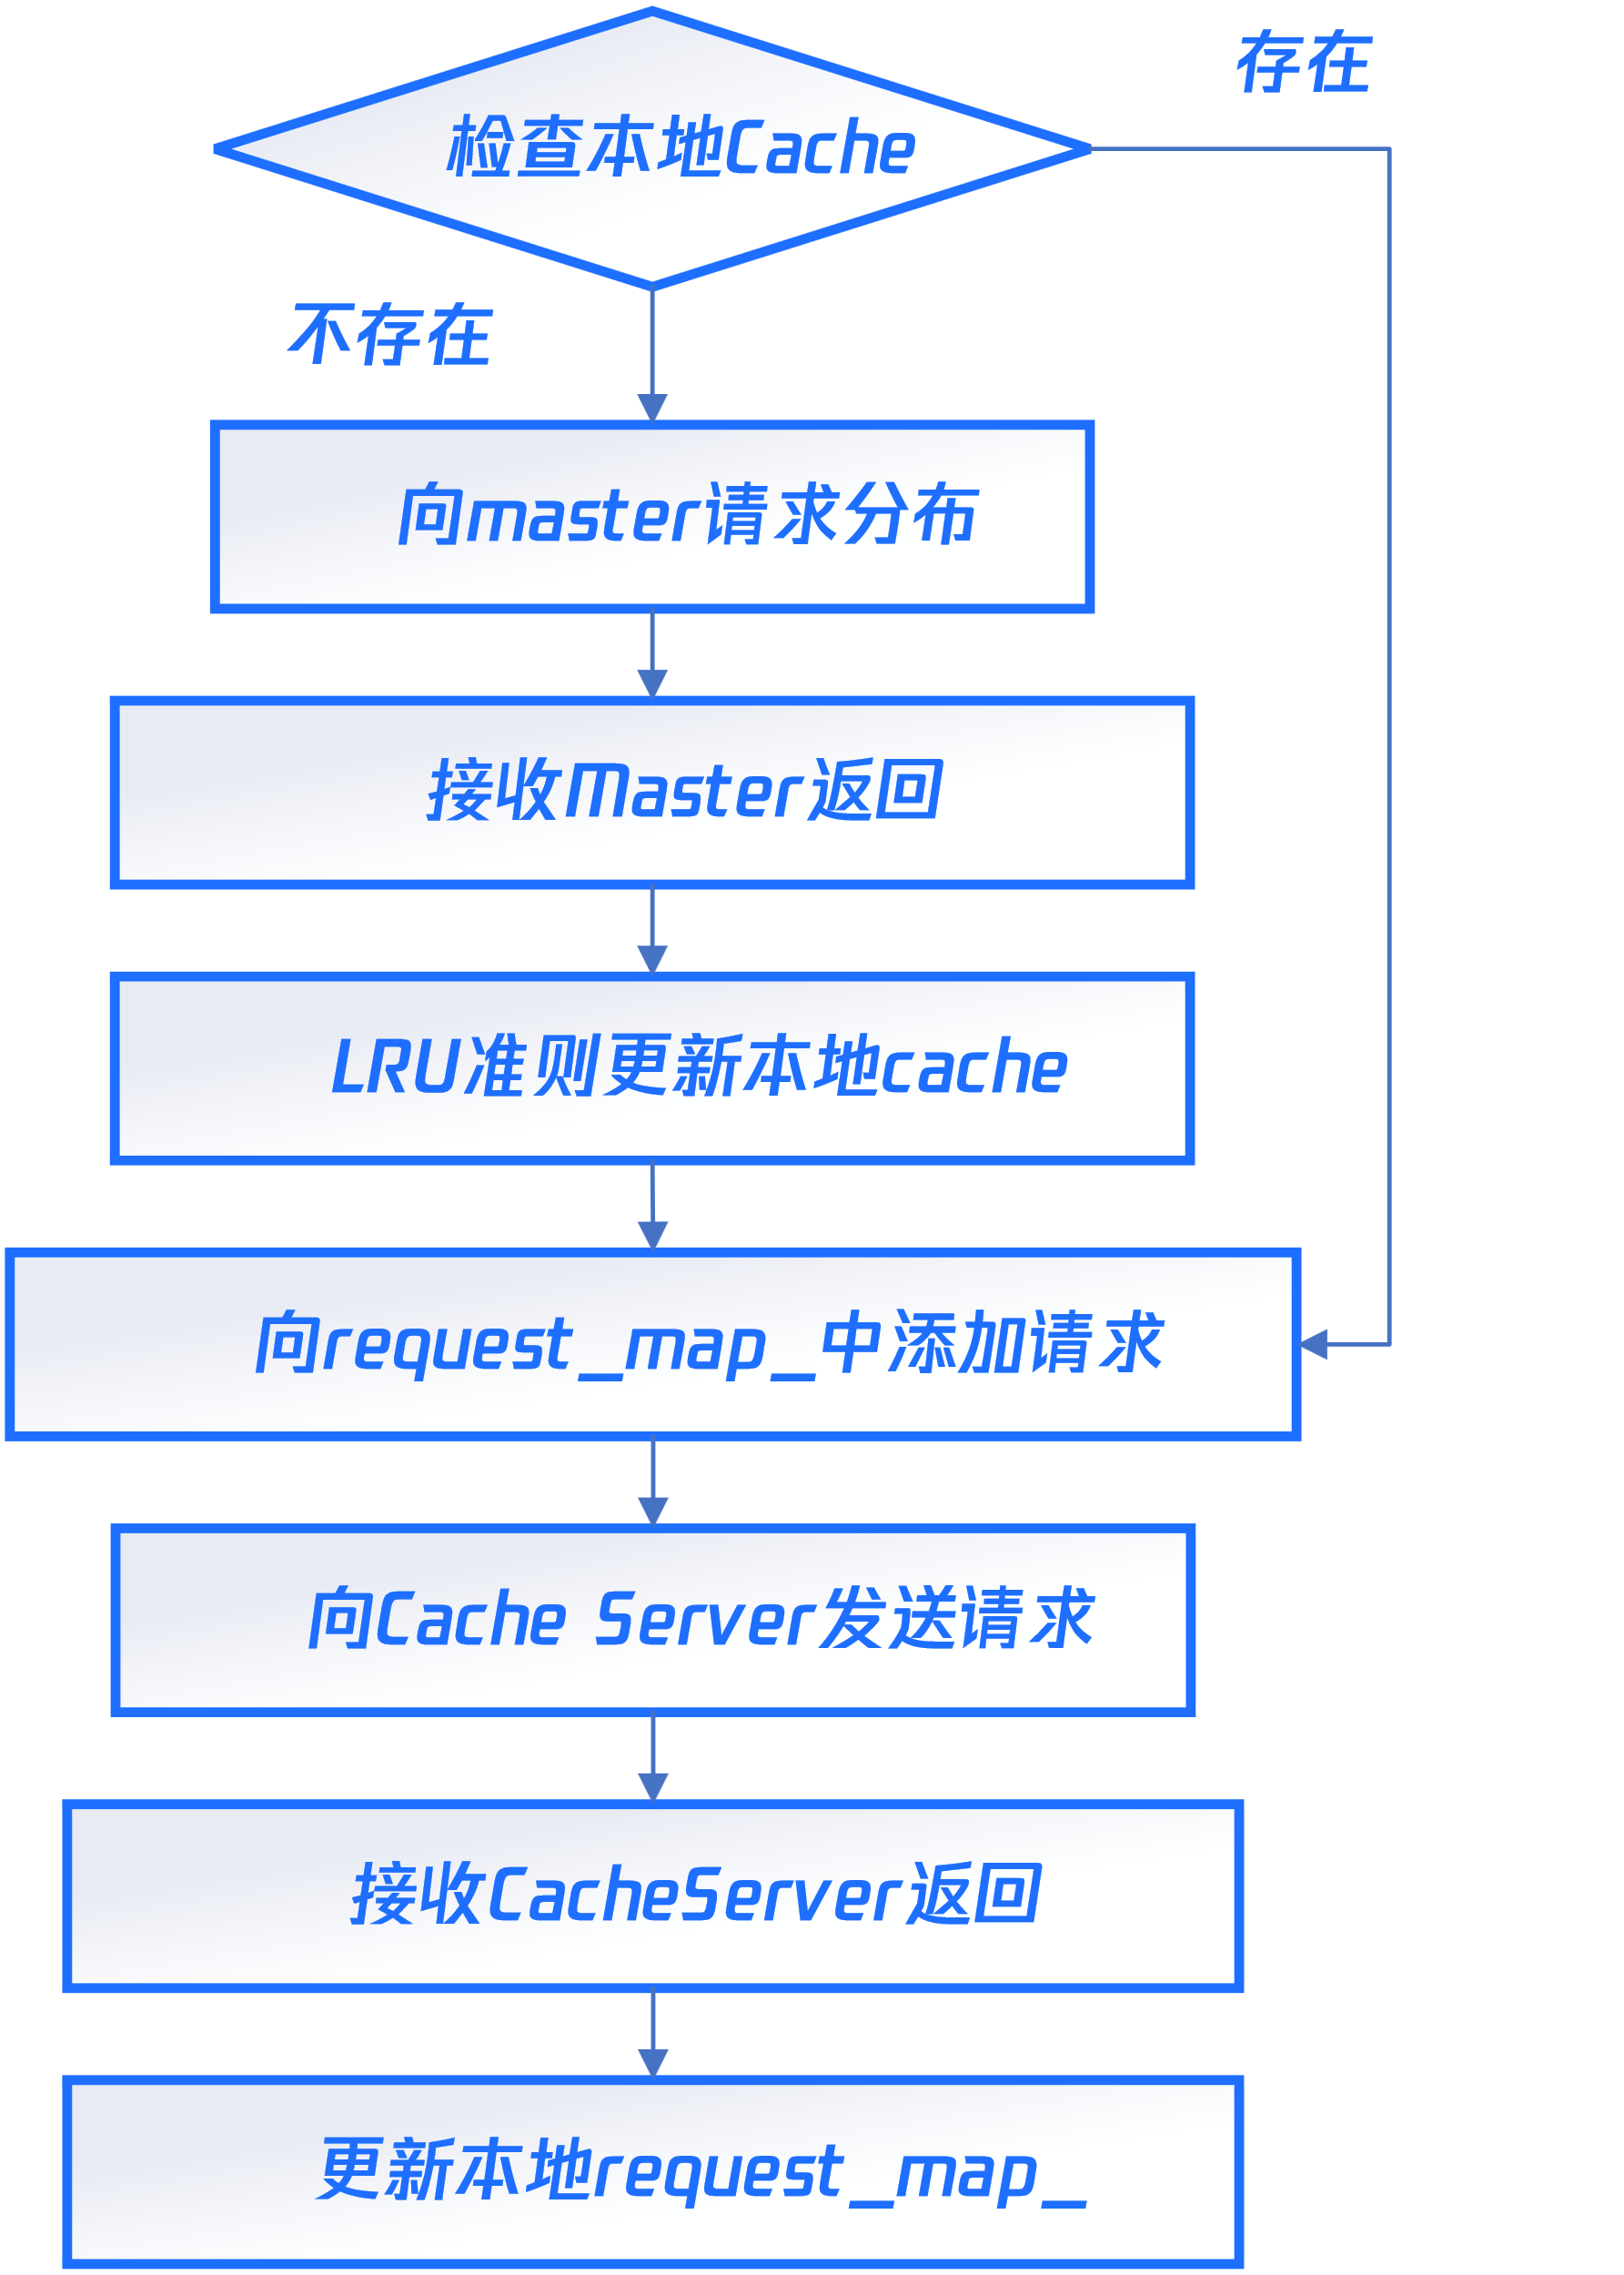 存在
检查本地Cache
不存在
向master请求分布
接收Master返回
LRU准则更新本地cache
向request_map_中添加请求
向Cache Server发送请求
接收CacheServer返回
更新本地request_map_